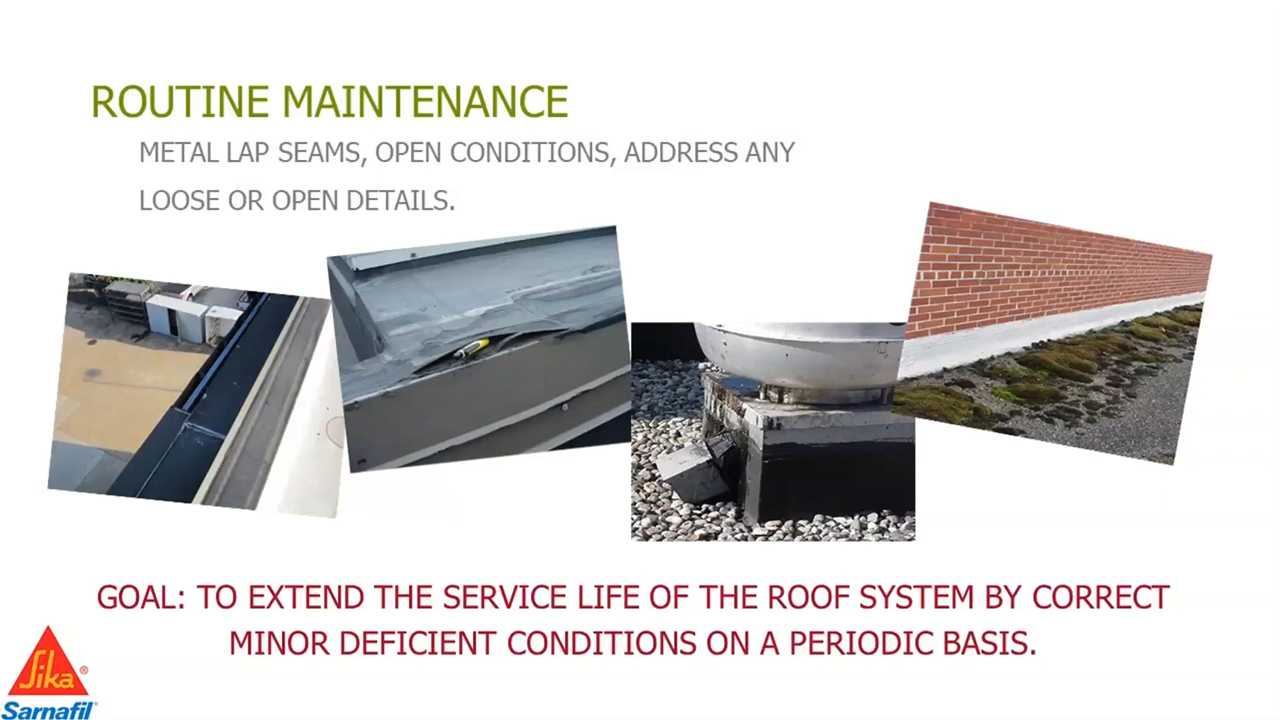 ROUTINE MAINTENANCE
METAL LAP SEAMS, OPEN CONDITIONS, ADDRESS ANY
LOOSE OR OPEN DETAILS.
GOAL: TO EXTEND THE SERVICE LIFE OF THE ROOF SYSTEM BY CORRECT
MINOR DEFICIENT CONDITIONS ON A PERIODIC BASIS.
Sika®
Sarnafil®